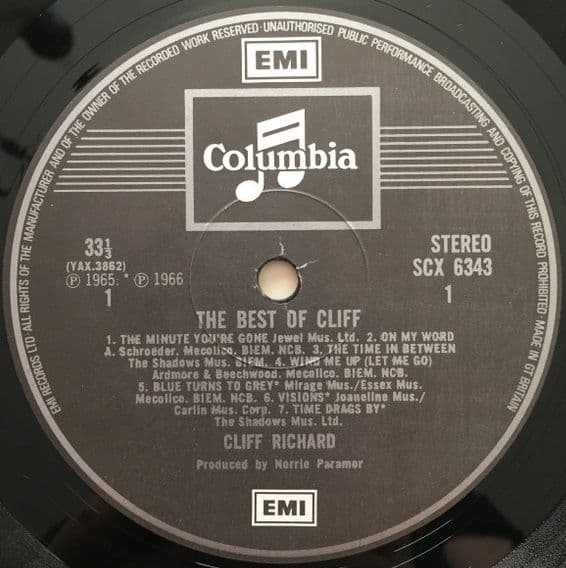 EMI RECORDS LTD · ALL RIGHTS OF THE MANUFACTURER AND OF THE OWNER OF THE RECORDED WORK RESERVED · UNAUTHORISED PUBLIC PERFORMANCE BROADCASTING AND COPYING OF THIS RECORD PROHIBITED · MADE IN GT BRITAIN
EMI
Columbia
33⅓
(YAX.3862)
℗ 1965. * ℗ 1966
1
STEREO
SCX 6343
1
THE BEST OF CLIFF
1. THE MINUTE YOU'RE GONE Jewel Mus. Ltd. 2. ON MY WORD
A. Schroeder. Mecolico. BIEM. NCB. 3. THE TIME IN BETWEEN
The Shadows Mus. BIEM. 4. WIND ME UP (LET ME GO)
Ardmore & Beechwood. Mecolico. BIEM. NCB.
5. BLUE TURNS TO GREY* Mirage Mus./Essex Mus.
Mecolico. BIEM. NCB. 6. VISIONS* Joaneline Mus./
Carlin Mus. Corp. 7. TIME DRAGS BY*
The Shadows Mus. Ltd.
CLIFF RICHARD
Produced by Norrie Paramor
EMI